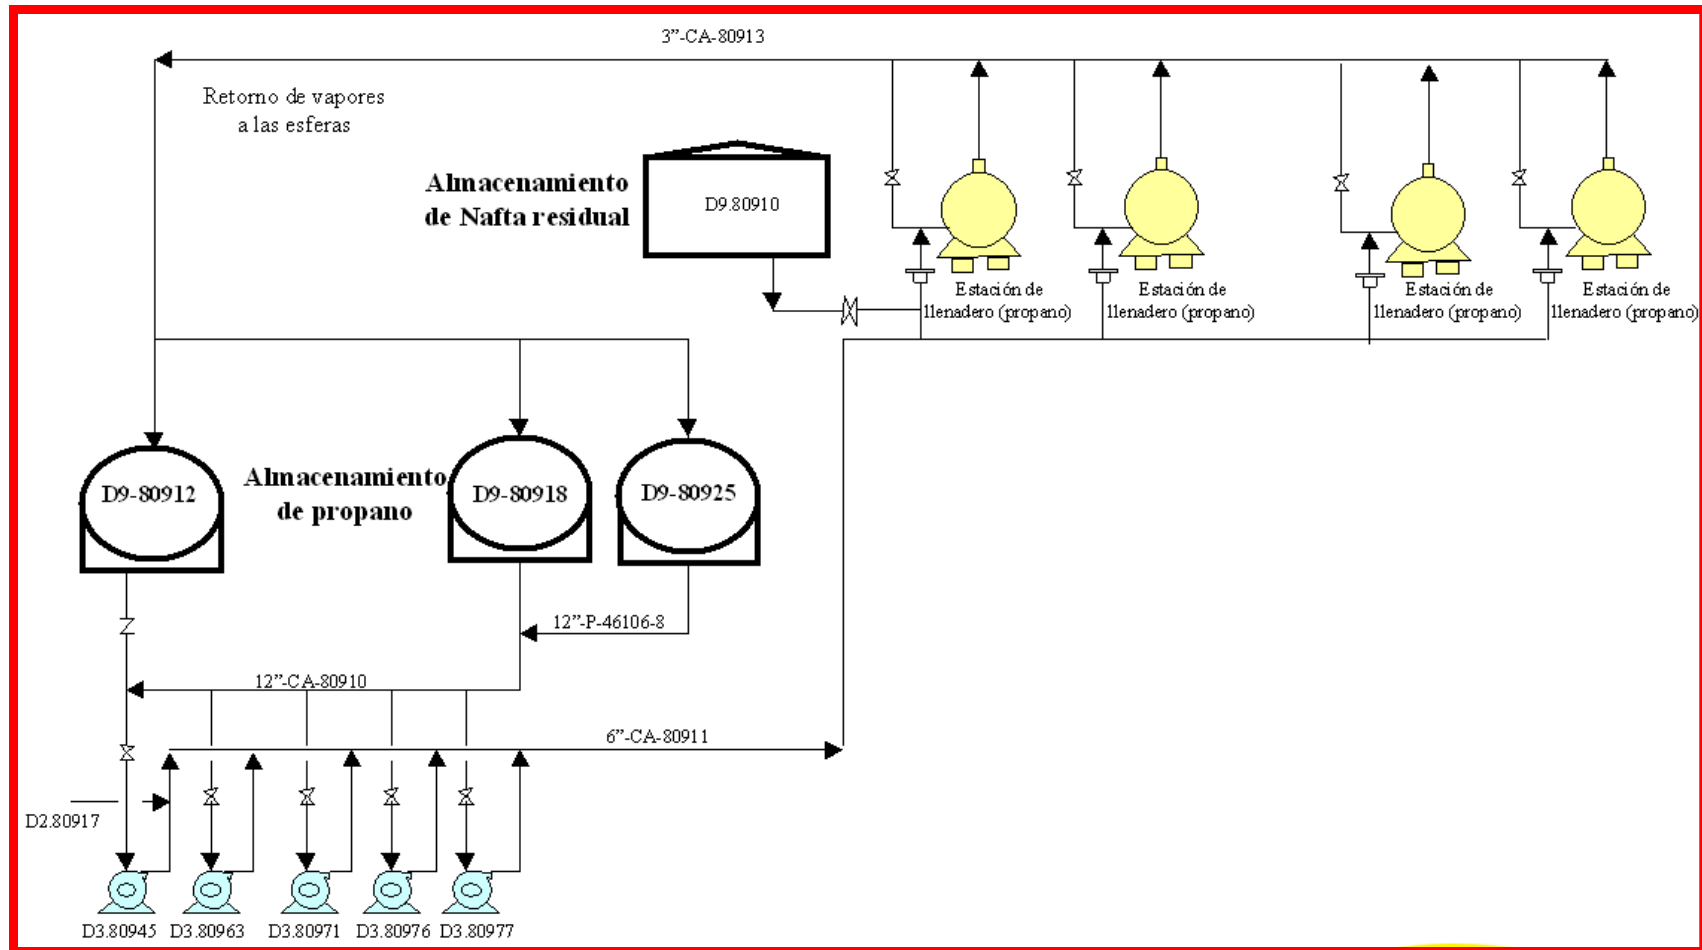 3”-CA-80913
Retorno de vapores
a las esferas
Almacenamiento
de Nafta residual
D9.80910
Estación de
llenadero (propano)
Estación de
llenadero (propano)
Estación de
llenadero (propano)
Estación de
llenadero (propano)
D9-80912
Almacenamiento
de propano
D9-80918
D9-80925
12”-P-46106-8
12”-CA-80910
6”-CA-80911
D2.80917
D3.80945
D3.80963
D3.80971
D3.80976
D3.80977